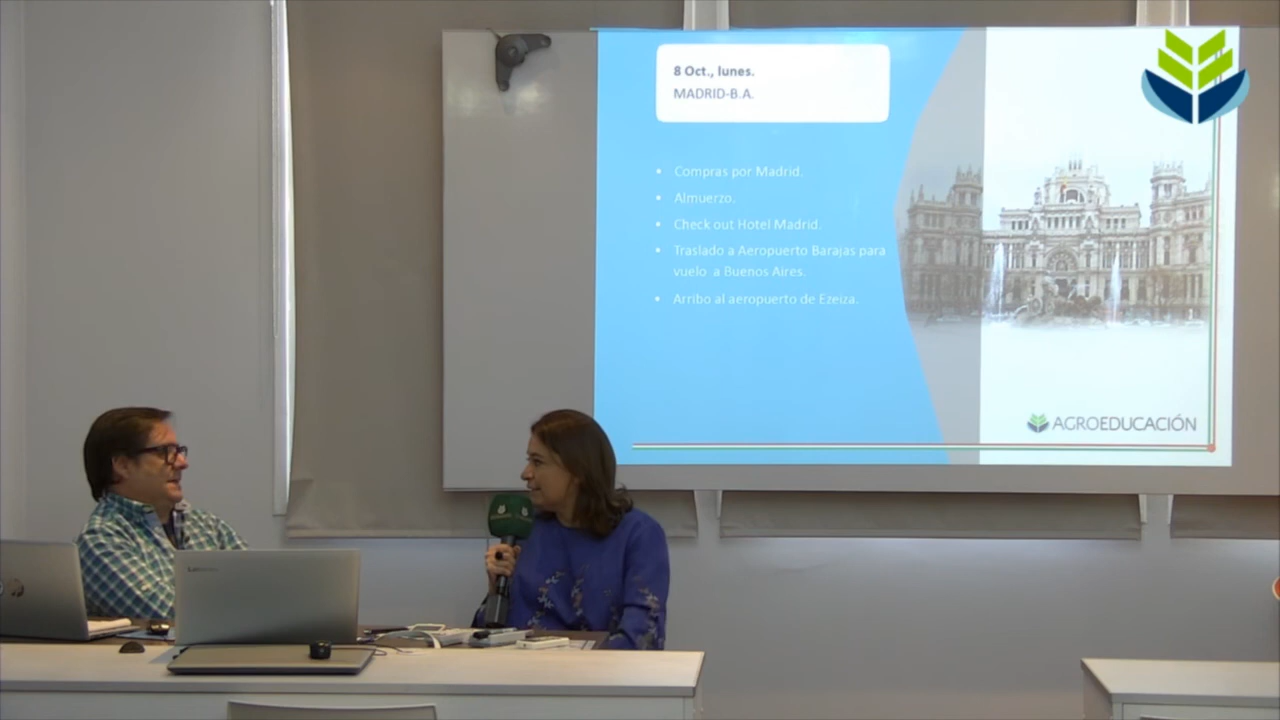 8 Oct., lunes.
MADRID-B.A.
• Compras por Madrid.
• Almuerzo.
• Check out Hotel Madrid.
• Traslado a Aeropuerto Barajas para
vuelo a Buenos Aires.
• Arribo al aeropuerto de Ezeiza.
AGROEDUCACIÓN